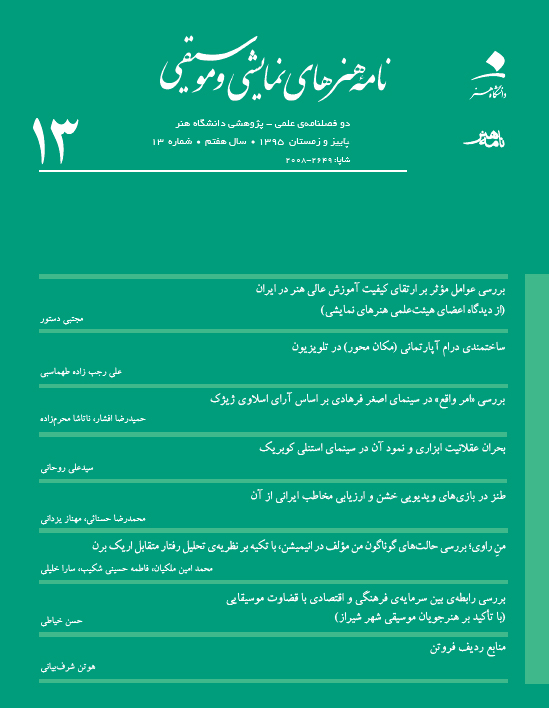 نامهٔ هنرهای نمایشی و موسیقی
دانشگاه هنر
دو فصلنامه‌ی علمی - پژوهشی دانشگاه هنر
نامه هنر
پاییز و زمستان ۱۳۹۵ • سال هفتم • شماره ۱۳
۱۳
شاپا: ۲۶۴۹-۲۰۰۸
بررسی عوامل مؤثر بر ارتقای کیفیت آموزش عالی هنر در ایران
(از دیدگاه اعضای هیئت‌علمی هنرهای نمایشی)
مجتبی دستور
ساختمندی درام آپارتمانی (مکان محور) در تلویزیون
علی رجب زاده طهماسبی
بررسی «امر واقع» در سینمای اصغر فرهادی بر اساس آرای اسلاوی ژیژک
حمیدرضا افشار، ناتاشا محرم‌زاده
بحران عقلانیت ابزاری و نمود آن در سینمای استنلی کوبریک
سیدعلی روحانی
طنز در بازی‌های ویدیویی خشن و ارزیابی مخاطب ایرانی از آن
محمدرضا حسنائی، مهناز یزدانی
منِ راوی؛ بررسی حالت‌های گوناگون من مؤلف در انیمیشن، با تکیه بر نظریه‌ی تحلیل رفتار متقابل اریک برن
محمد امین ملکیان، فاطمه حسینی شکیب، سارا خلیلی
بررسی رابطه‌ی بین سرمایه‌ی فرهنگی و اقتصادی با قضاوت موسیقایی
(با تأکید بر هنرجویان موسیقی شهر شیراز)
حسن خیاطی
منابع ردیف فروتن
هوتن شرف‌بیانی